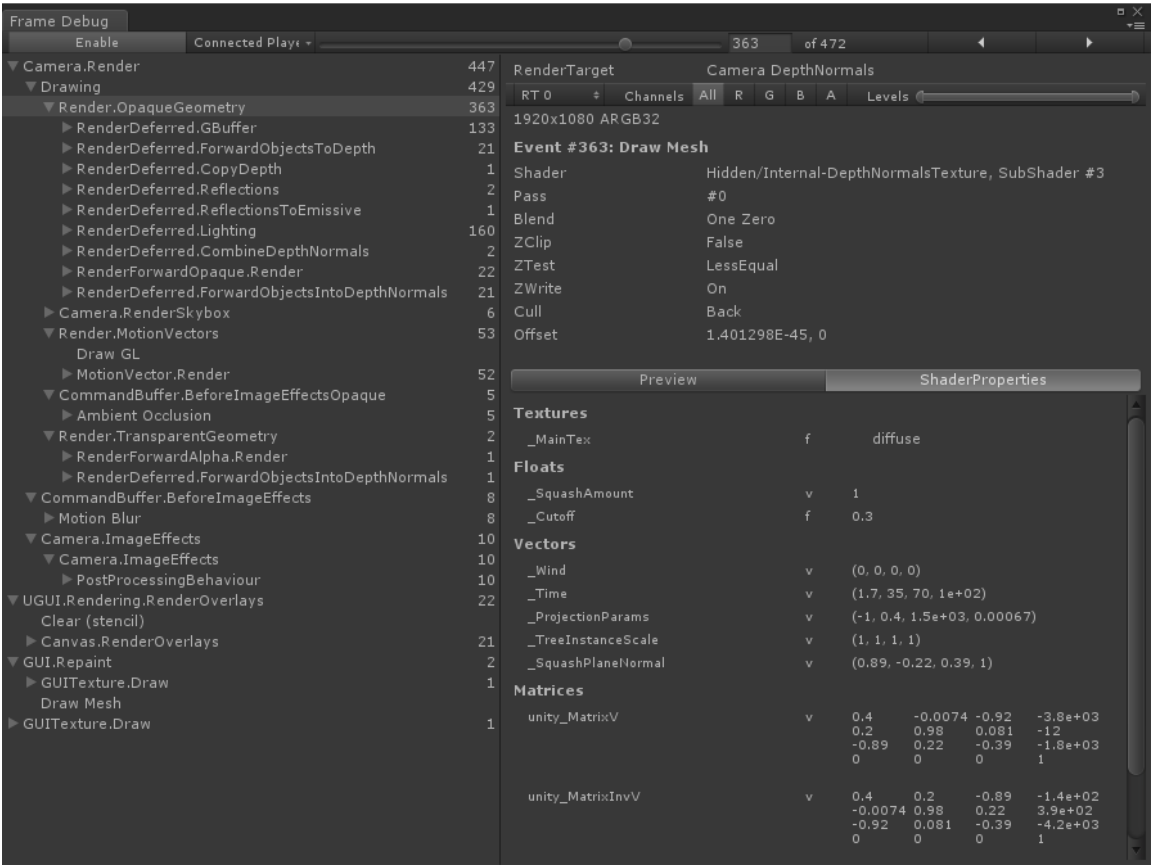 Frame Debug
Enable Connected Playe 363 of 472
Camera.Render 447
Drawing 429
Render.OpaqueGeometry 363
RenderDeferred.GBuffer 133
RenderDeferred.ForwardObjectsToDepth 21
RenderDeferred.CopyDepth 1
RenderDeferred.Reflections 2
RenderDeferred.ReflectionsToEmissive 1
RenderDeferred.Lighting 160
RenderDeferred.CombineDepthNormals 2
RenderForwardOpaque.Render 22
RenderDeferred.ForwardObjectsIntoDepthNormals 21
Camera.RenderSkybox 6
Render.MotionVectors 53
Draw GL
MotionVector.Render 52
CommandBuffer.BeforeImageEffectsOpaque 5
Ambient Occlusion 5
Render.TransparentGeometry 2
RenderForwardAlpha.Render 1
RenderDeferred.ForwardObjectsIntoDepthNormals 1
CommandBuffer.BeforeImageEffects 8
Motion Blur 8
Camera.ImageEffects 10
Camera.ImageEffects 10
PostProcessingBehaviour 10
UGUI.Rendering.RenderOverlays 22
Clear (stencil)
Canvas.RenderOverlays 21
GUI.Repaint 2
GUITexture.Draw 1
Draw Mesh
GUITexture.Draw 1
RenderTarget Camera DepthNormals
RT 0 Channels All R G B A Levels
1920x1080 ARGB32
Event #363: Draw Mesh
Shader Hidden/Internal-DepthNormalsTexture, SubShader #3
Pass #0
Blend One Zero
ZClip False
ZTest LessEqual
ZWrite On
Cull Back
Offset 1.401298E-45, 0
Preview ShaderProperties
Textures
_MainTex f diffuse
Floats
_SquashAmount v 1
_Cutoff f 0.3
Vectors
_Wind v (0, 0, 0, 0)
_Time v (1.7, 35, 70, 1e+02)
_ProjectionParams v (-1, 0.4, 1.5e+03, 0.00067)
_TreeInstanceScale v (1, 1, 1, 1)
_SquashPlaneNormal v (0.89, -0.22, 0.39, 1)
Matrices
unity_MatrixV v 0.4 -0.0074 -0.92 -3.8e+03
0.2 0.98 0.081 -12
-0.89 0.22 -0.39 -1.8e+03
0 0 0 1
unity_MatrixInvV v 0.4 0.2 -0.89 -1.4e+02
-0.0074 0.98 0.22 3.9e+02
-0.92 0.081 -0.39 -4.2e+03
0 0 0 1